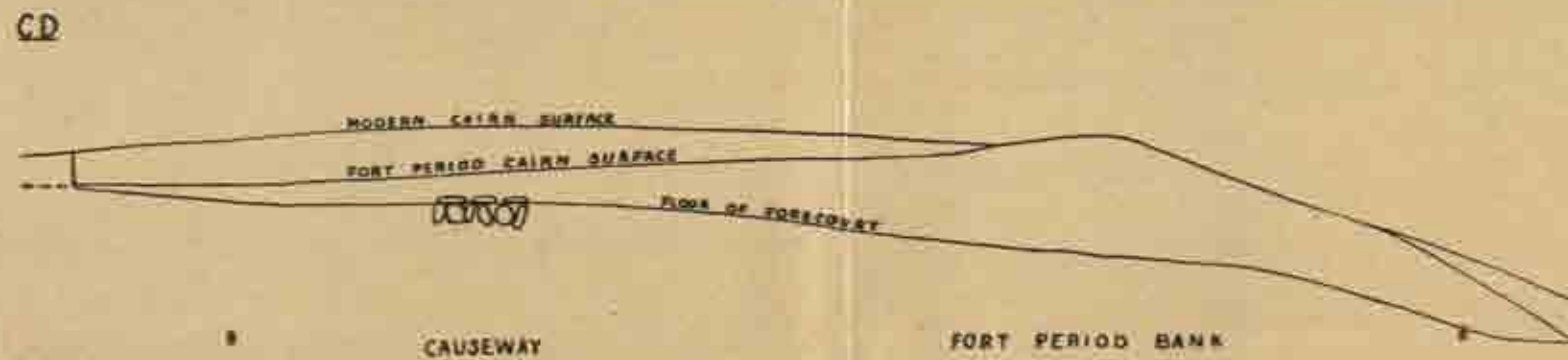 CD
MODERN CAIRN SURFACE
FORT PERIOD CAIRN SURFACE
FLOOR OF FORECOURT
CAUSEWAY
FORT PERIOD BANK